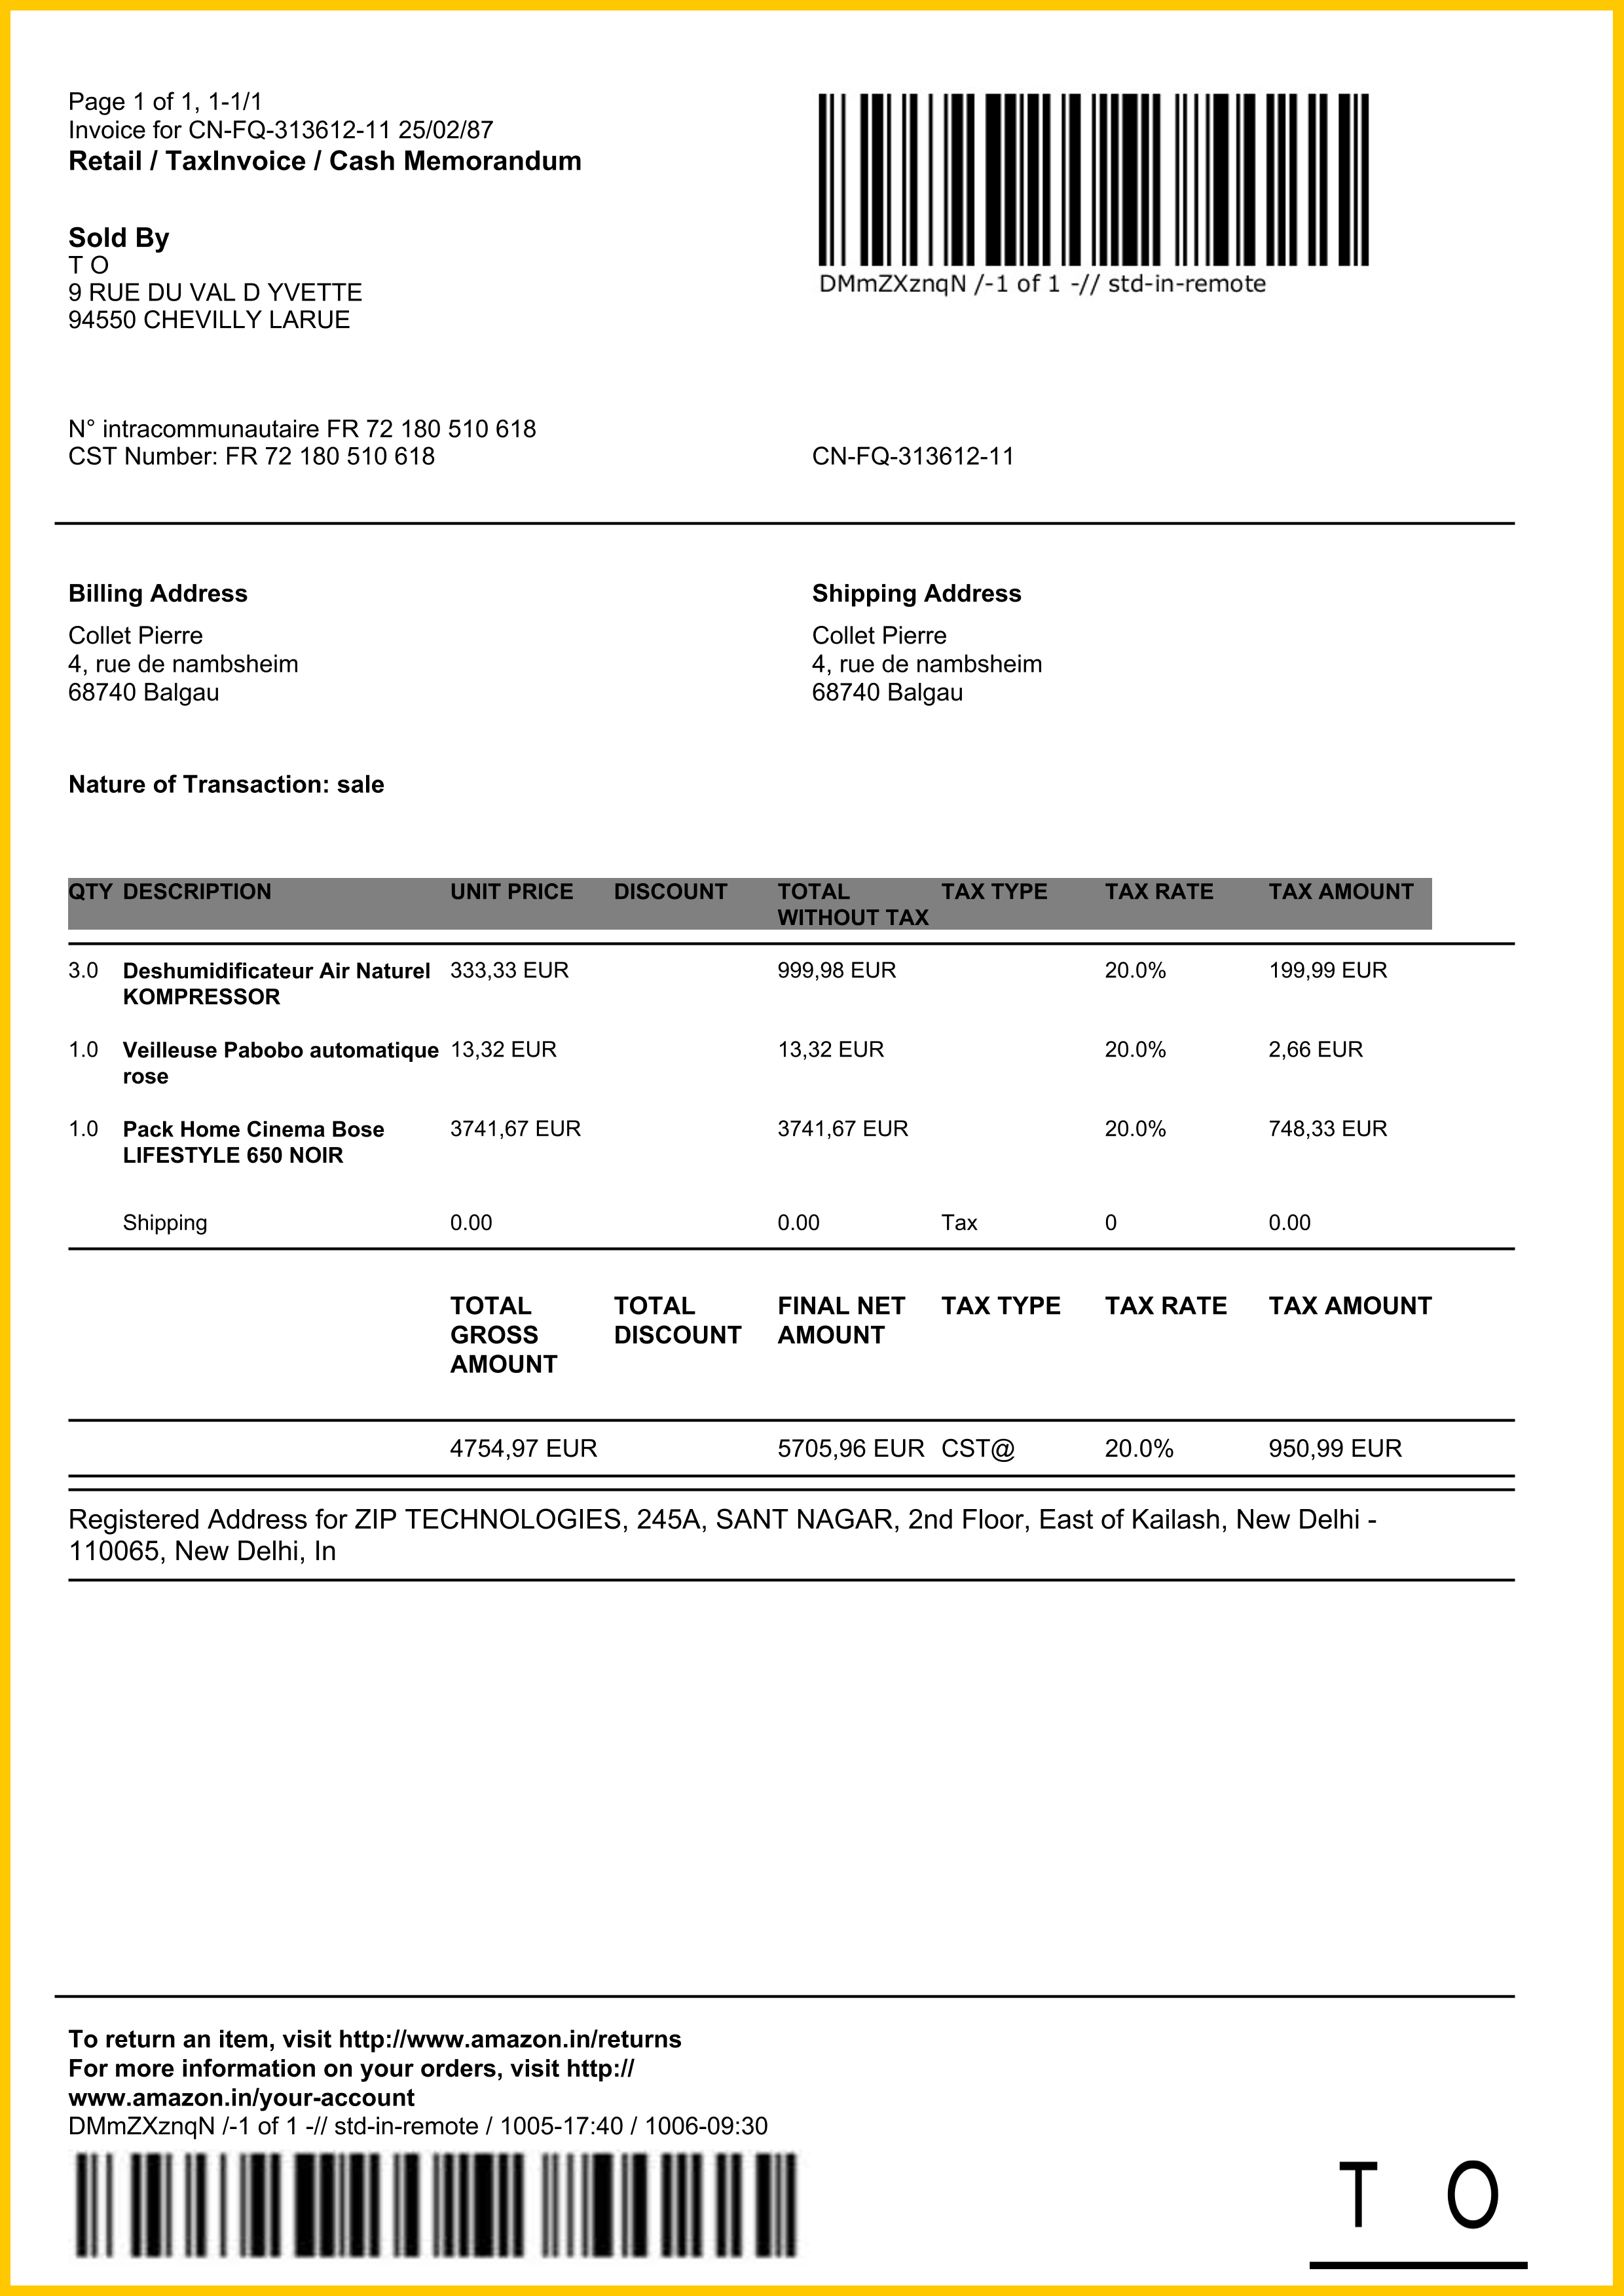 Page 1 of 1, 1-1/1
Invoice for CN-FQ-313612-11 25/02/87
Retail / TaxInvoice / Cash Memorandum
DMmZXznqN /-1 of 1 -// std-in-remote
Sold By
T O
9 RUE DU VAL D YVETTE
94550 CHEVILLY LARUE
N° intracommunautaire FR 72 180 510 618
CST Number: FR 72 180 510 618 CN-FQ-313612-11
Billing Address
Collet Pierre
4, rue de nambsheim
68740 Balgau
Shipping Address
Collet Pierre
4, rue de nambsheim
68740 Balgau
Nature of Transaction: sale
QTY DESCRIPTION UNIT PRICE DISCOUNT TOTAL TAX TYPE TAX RATE TAX AMOUNT
WITHOUT TAX
3.0 Deshumidificateur Air Naturel 333,33 EUR 999,98 EUR 20.0% 199,99 EUR
KOMPRESSOR
1.0 Veilleuse Pabobo automatique 13,32 EUR 13,32 EUR 20.0% 2,66 EUR
rose
1.0 Pack Home Cinema Bose 3741,67 EUR 3741,67 EUR 20.0% 748,33 EUR
LIFESTYLE 650 NOIR
Shipping 0.00 0.00 Tax 0 0.00
TOTAL TOTAL FINAL NET TAX TYPE TAX RATE TAX AMOUNT
GROSS DISCOUNT AMOUNT
AMOUNT
4754,97 EUR 5705,96 EUR CST@ 20.0% 950,99 EUR
Registered Address for ZIP TECHNOLOGIES, 245A, SANT NAGAR, 2nd Floor, East of Kailash, New Delhi -
110065, New Delhi, In
To return an item, visit http://www.amazon.in/returns
For more information on your orders, visit http://
www.amazon.in/your-account
DMmZXznqN /-1 of 1 -// std-in-remote / 1005-17:40 / 1006-09:30
T O